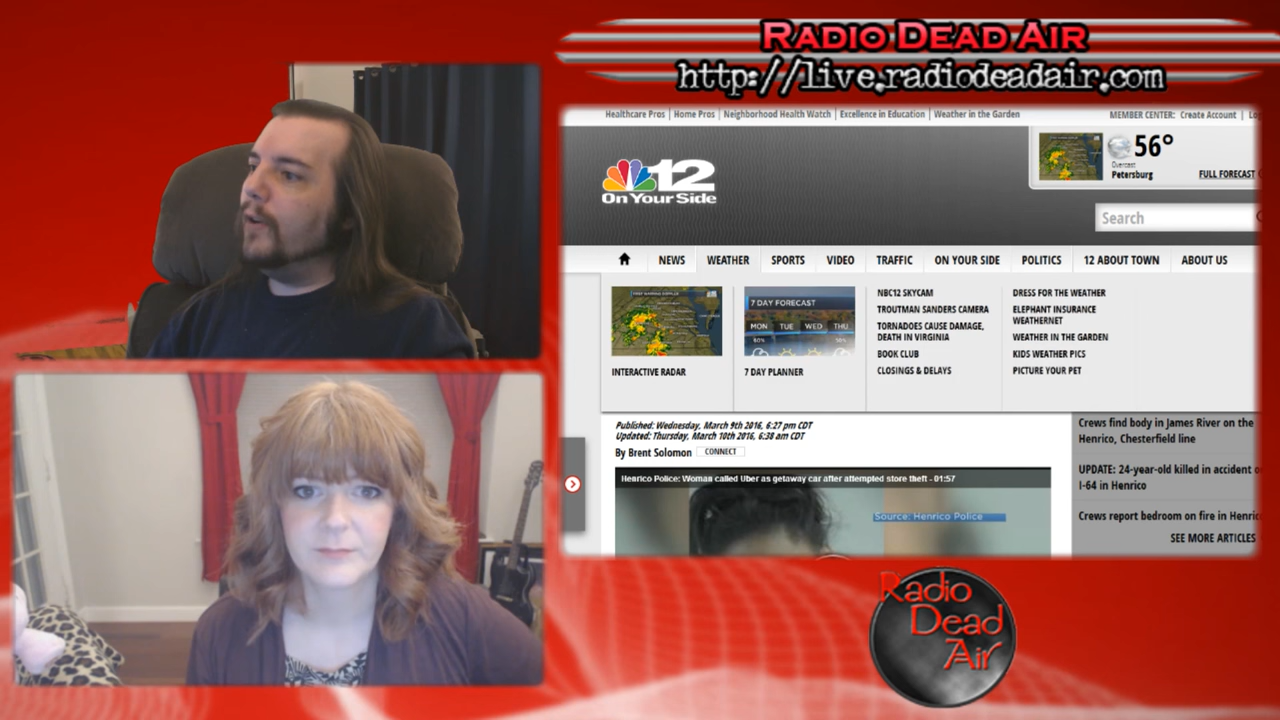 RADIO DEAD AIR
http://live.radiodeadair.com
Healthcare Pros | Home Pros | Neighborhood Health Watch | Excellence in Education | Weather in the Garden
MEMBER CENTER: Create Account |
12
On Your Side
56°
Overcast
Petersburg
FULL FORECAST
Search
NEWS WEATHER SPORTS VIDEO TRAFFIC ON YOUR SIDE POLITICS 12 ABOUT TOWN ABOUT US
7 DAY FORECAST
MON TUE WED THU
60% 50%
INTERACTIVE RADAR
7 DAY PLANNER
NBC12 SKYCAM
TROUTMAN SANDERS CAMERA
TORNADOES CAUSE DAMAGE,
DEATH IN VIRGINIA
BOOK CLUB
CLOSINGS & DELAYS
DRESS FOR THE WEATHER
ELEPHANT INSURANCE
WEATHERNET
WEATHER IN THE GARDEN
KIDS WEATHER PICS
PICTURE YOUR PET
Published: Wednesday, March 9th 2016, 6:27 pm CDT
Updated: Thursday, March 10th 2016, 6:38 am CDT
By Brent Solomon CONNECT
Henrico Police: Woman called Uber as getaway car after attempted store theft - 01:57
Source: Henrico Police
Crews find body in James River on the
Henrico, Chesterfield line
UPDATE: 24-year-old killed in accident
I-64 in Henrico
Crews report bedroom on fire in Henric
SEE MORE ARTICLES
Radio
Dead
Air